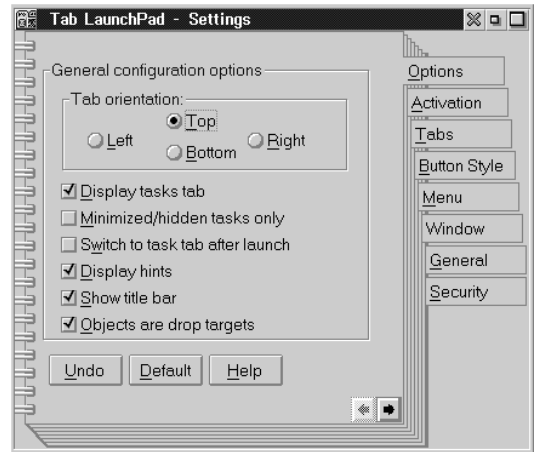 Tab LaunchPad - Settings
General configuration options
Tab orientation:
Top
Left
Right
Bottom
Display tasks tab
Minimized/hidden tasks only
Switch to task tab after launch
Display hints
Show title bar
Objects are drop targets
Undo Default Help
Options
Activation
Tabs
Button Style
Menu
Window
General
Security